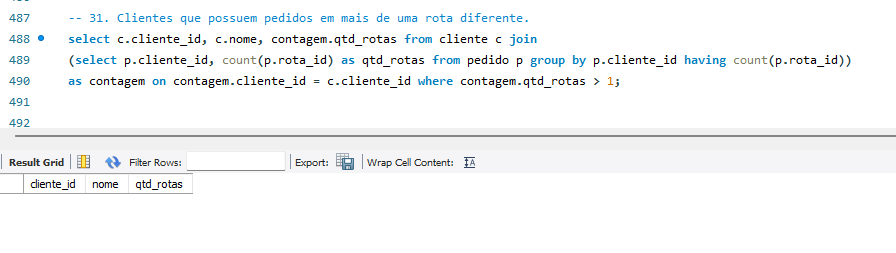 487 -- 31. Clientes que possuem pedidos em mais de uma rota diferente.
488 select c.cliente_id, c.nome, contagem.qtd_rotas from cliente c join
489 (select p.cliente_id, count(p.rota_id) as qtd_rotas from pedido p group by p.cliente_id having count(p.rota_id))
490 as contagem on contagem.cliente_id = c.cliente_id where contagem.qtd_rotas > 1;
491
492
Result Grid Filter Rows: Export: Wrap Cell Content: IA
cliente_id nome qtd_rotas